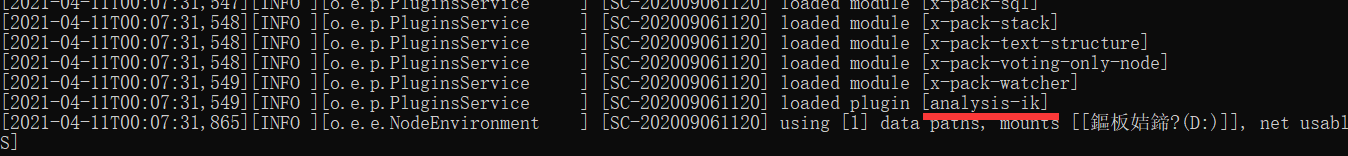 [2021-04-11T00:07:31,547][INFO ][o.e.p.PluginsService     ] [SC-202009061120] loaded module [x-pack-sql]
[2021-04-11T00:07:31,548][INFO ][o.e.p.PluginsService     ] [SC-202009061120] loaded module [x-pack-stack]
[2021-04-11T00:07:31,548][INFO ][o.e.p.PluginsService     ] [SC-202009061120] loaded module [x-pack-text-structure]
[2021-04-11T00:07:31,548][INFO ][o.e.p.PluginsService     ] [SC-202009061120] loaded module [x-pack-voting-only-node]
[2021-04-11T00:07:31,549][INFO ][o.e.p.PluginsService     ] [SC-202009061120] loaded module [x-pack-watcher]
[2021-04-11T00:07:31,549][INFO ][o.e.p.PluginsService     ] [SC-202009061120] loaded plugin [analysis-ik]
[2021-04-11T00:07:31,865][INFO ][o.e.e.NodeEnvironment    ] [SC-202009061120] using [1] data paths, mounts [[鏂板姞鍗?(D:)]], net usabl
S]